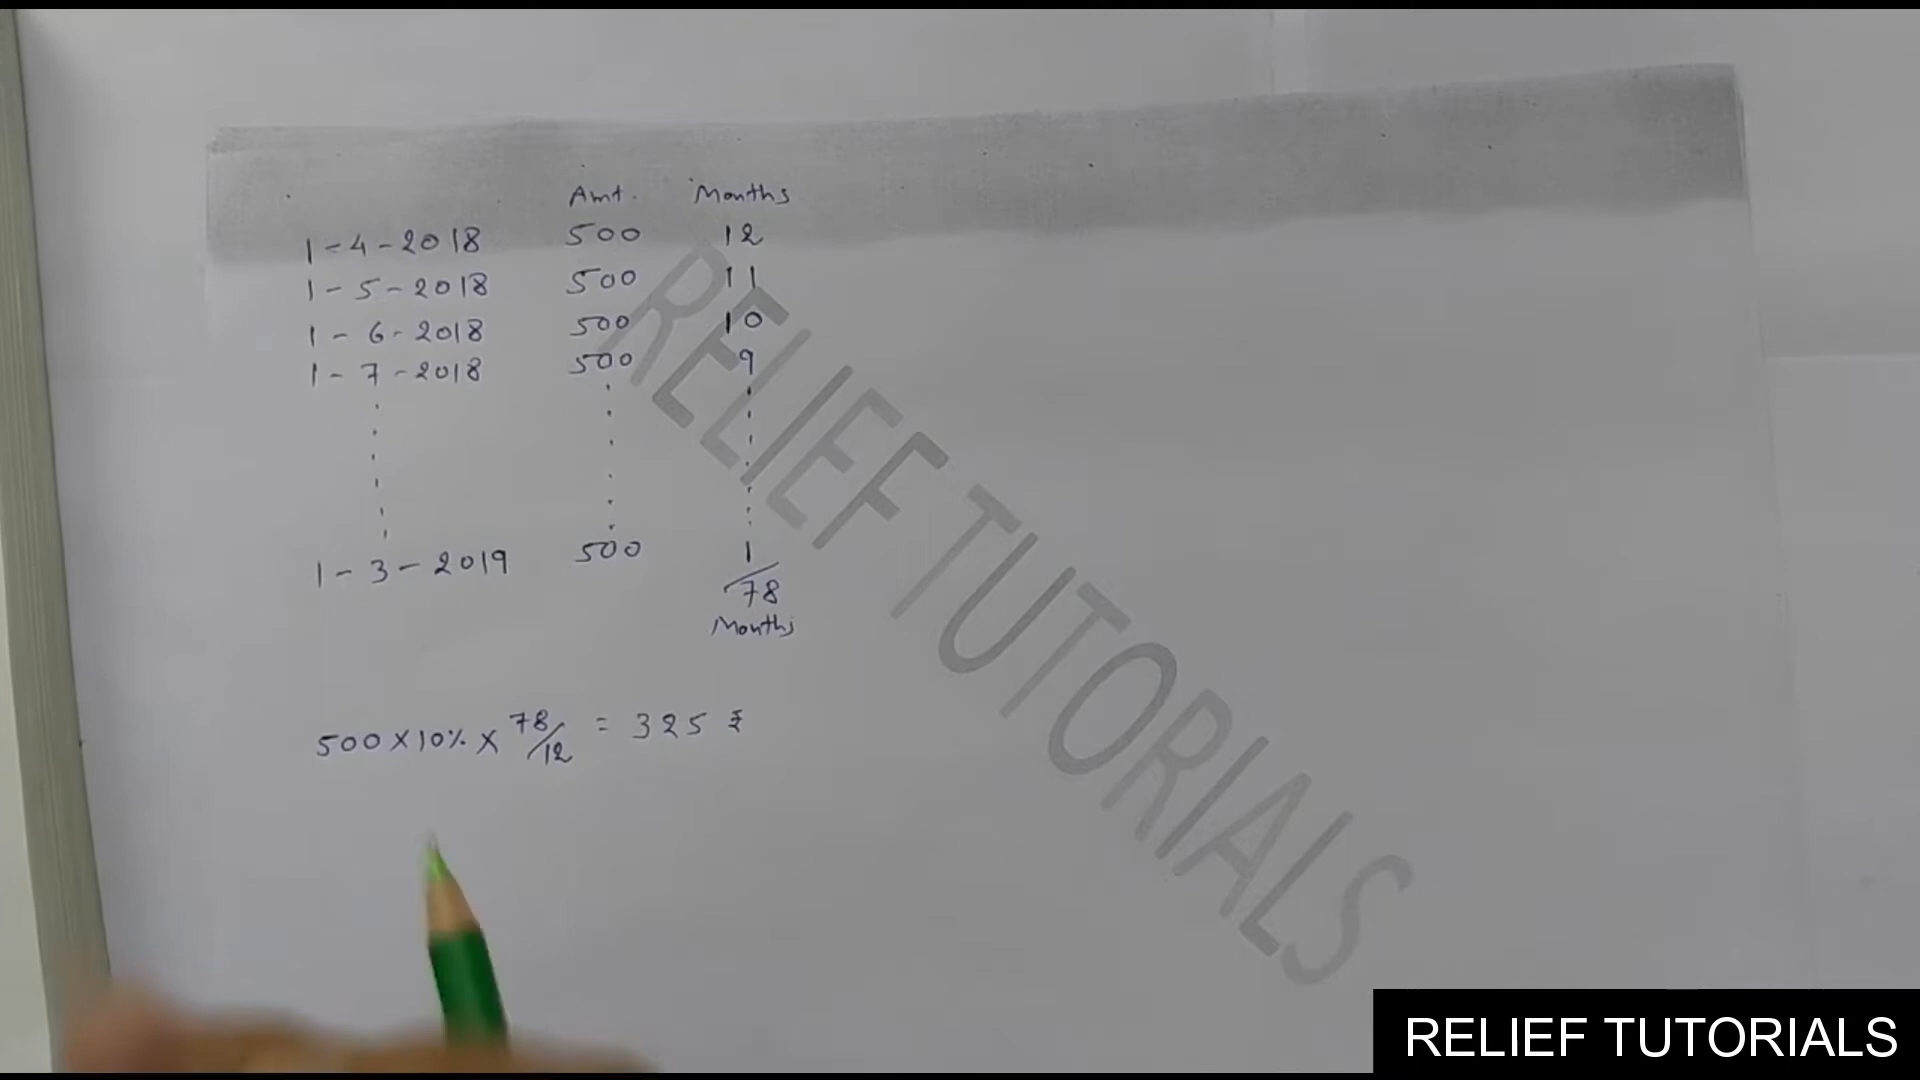 Amt. Months
1-4-2018 500 12
1-5-2018 500 11
1-6-2018 500 10
1-7-2018 500 9
1-3-2019 500 1
78
Months
500 X 10% X 78/12 = 325 ₹
RELIEF TUTORIALS
RELIEF TUTORIALS